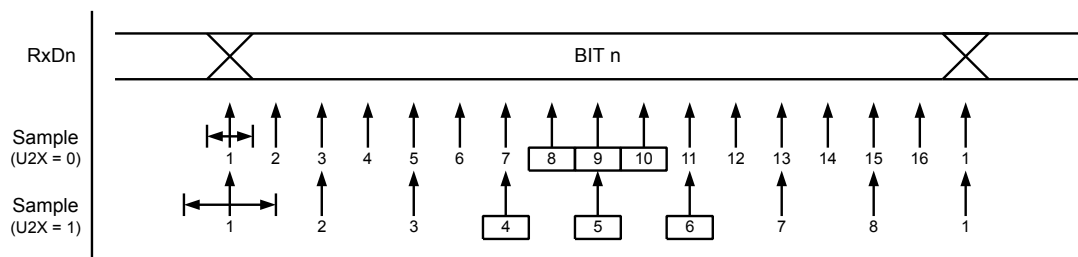 RxDn BIT n
Sample
(U2X = 0)
1 2 3 4 5 6 7 8 9 10 11 12 13 14 15 16 1
Sample
(U2X = 1)
1 2 3 4 5 6 7 8 1